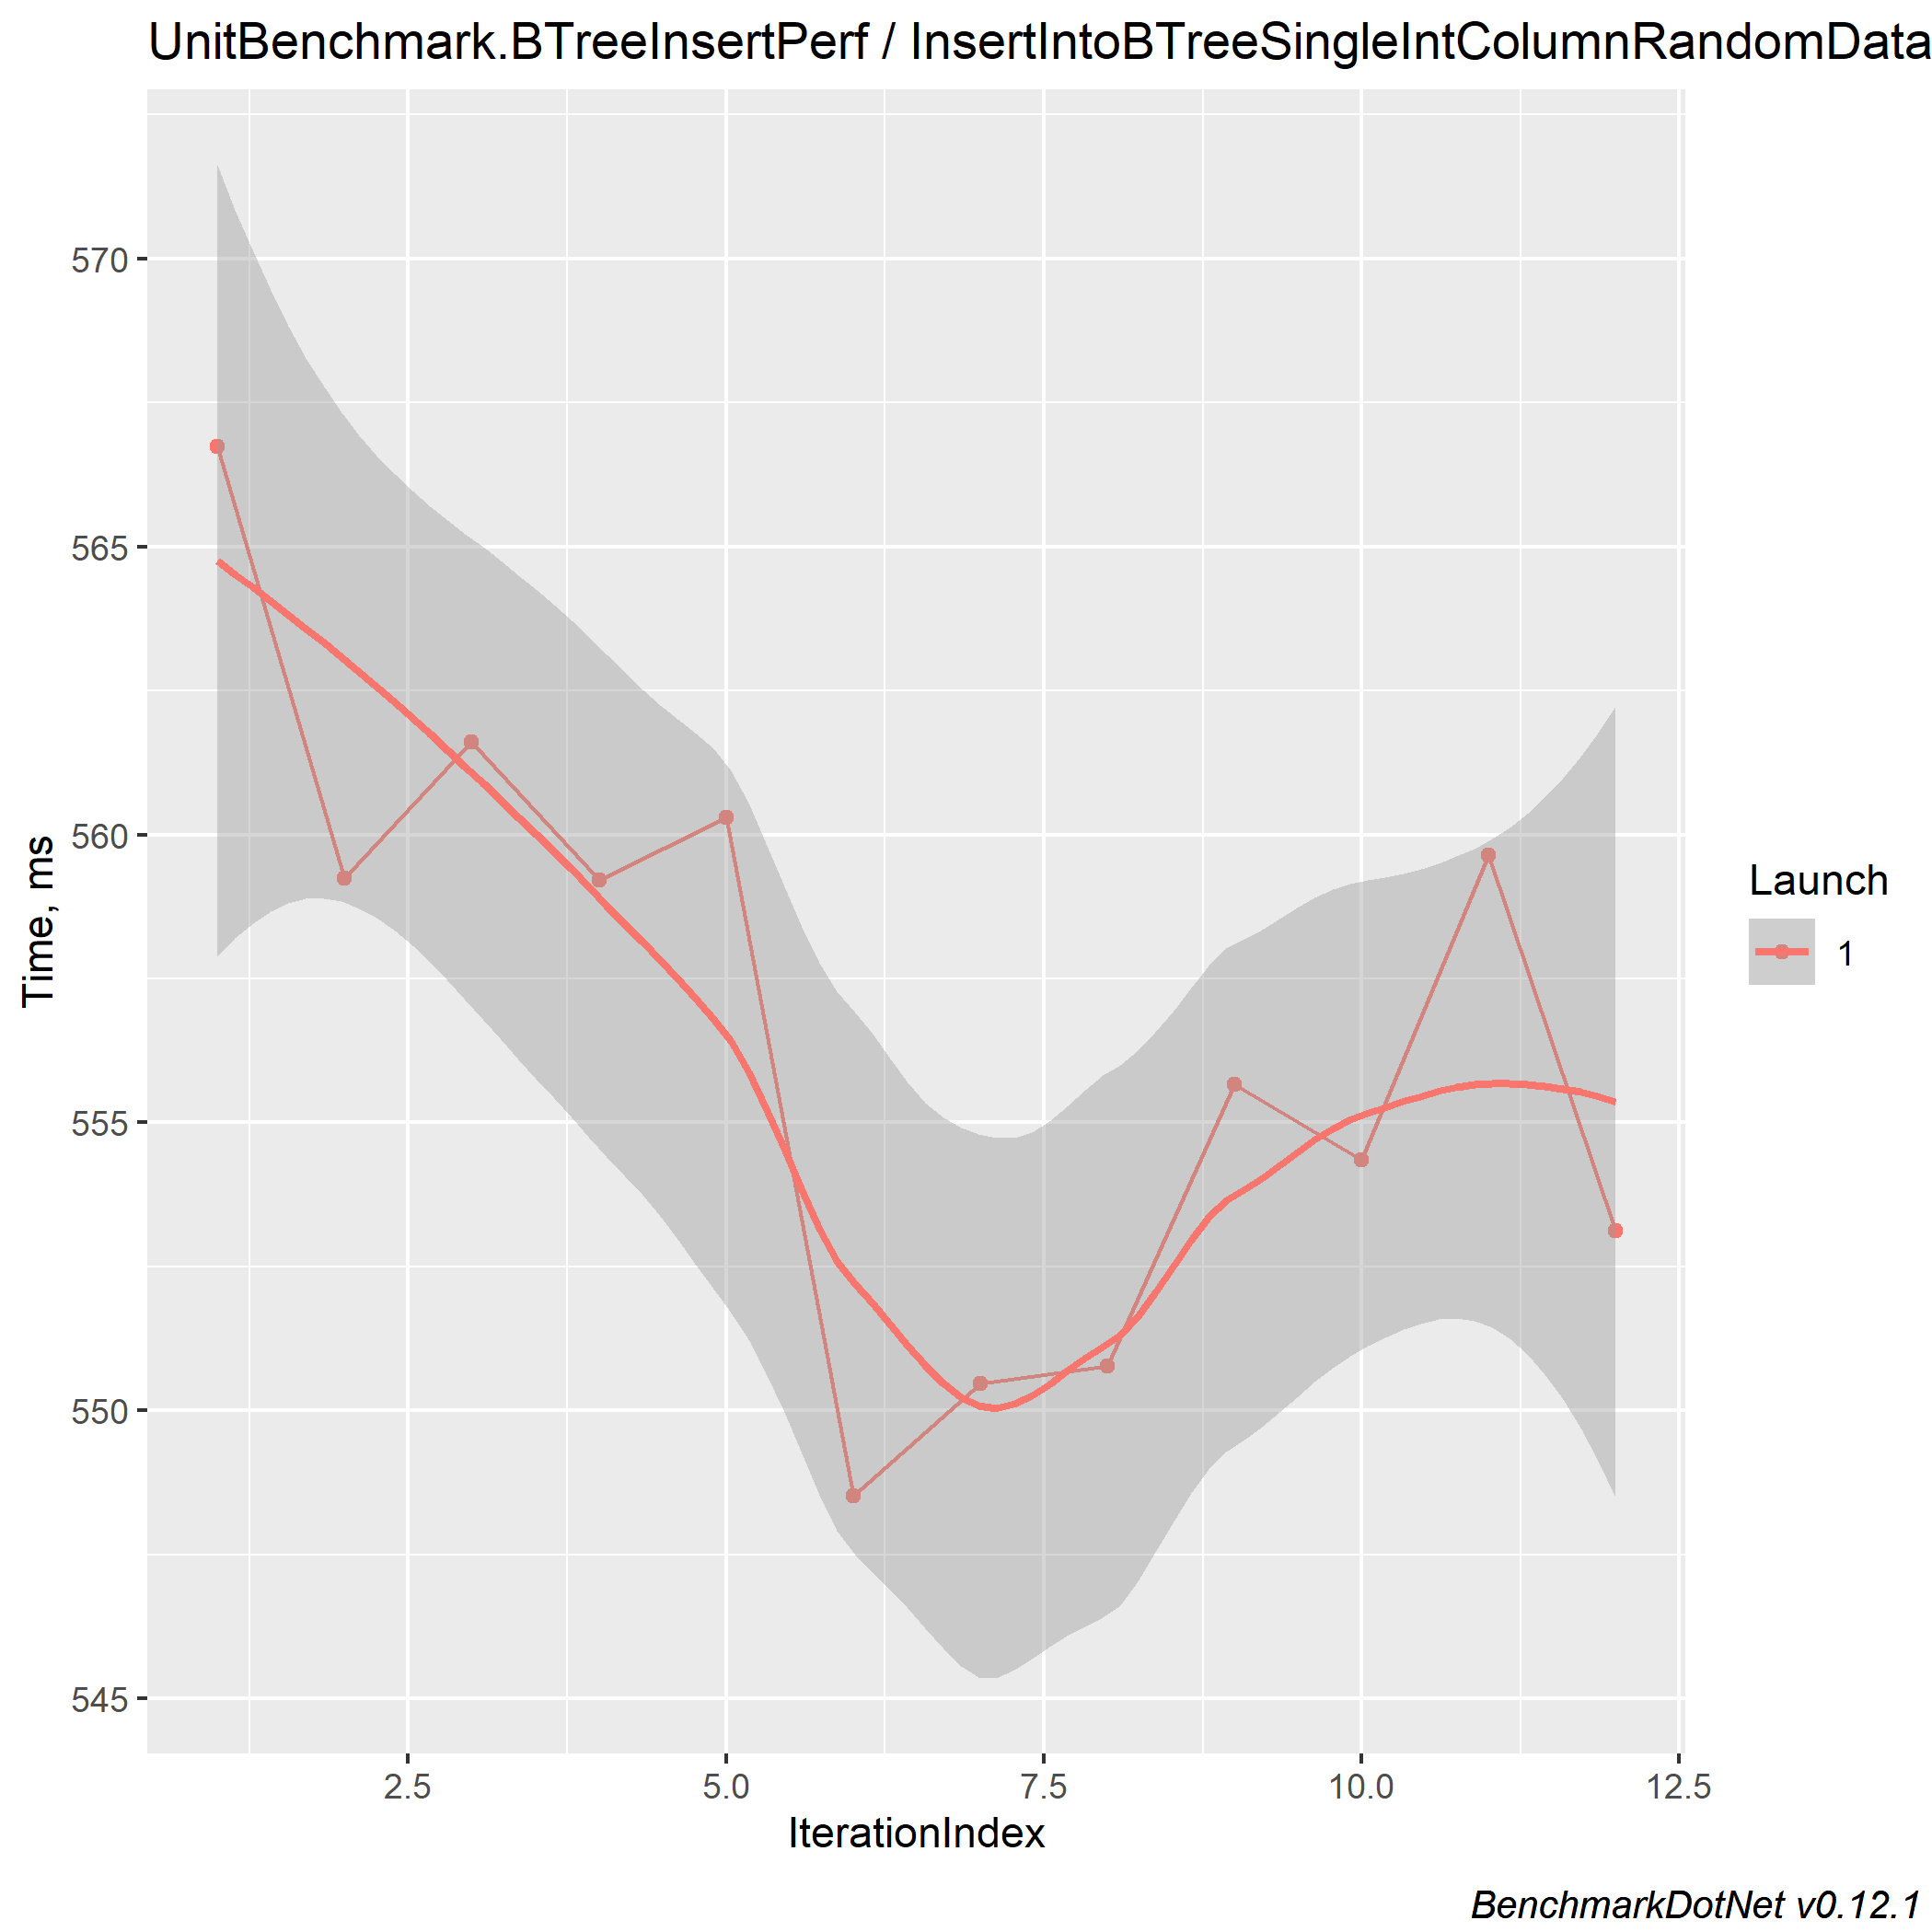 UnitBenchmark.BTreeInsertPerf / InsertIntoBTreeSingleIntColumnRandomData
570
565
560
555
550
545
Time, ms
2.5 5.0 7.5 10.0 12.5
IterationIndex
Launch
1
BenchmarkDotNet v0.12.1